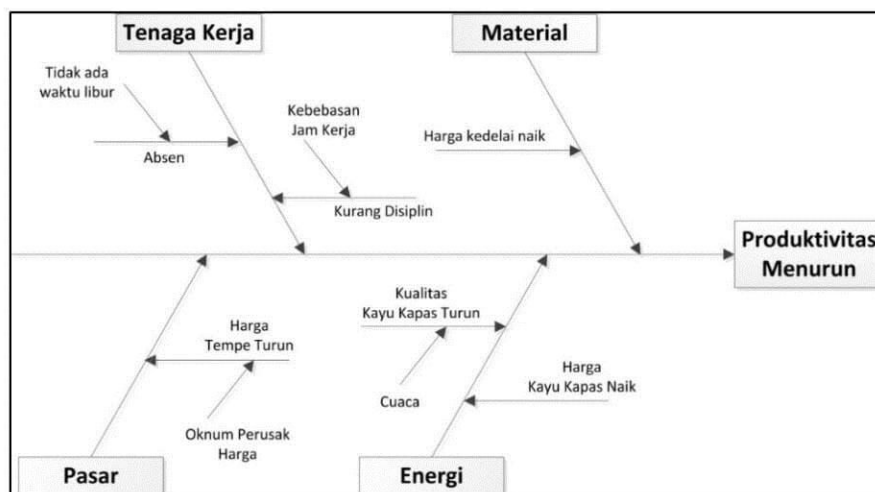 Tenaga Kerja
Material
Tidak ada
waktu libur
Absen
Kebebasan
Jam Kerja
Kurang Disiplin
Harga kedelai naik
Produktivitas
Menurun
Harga
Tempe Turun
Oknum Perusak
Harga
Kualitas
Kayu Kapas Turun
Cuaca
Harga
Kayu Kapas Naik
Pasar
Energi